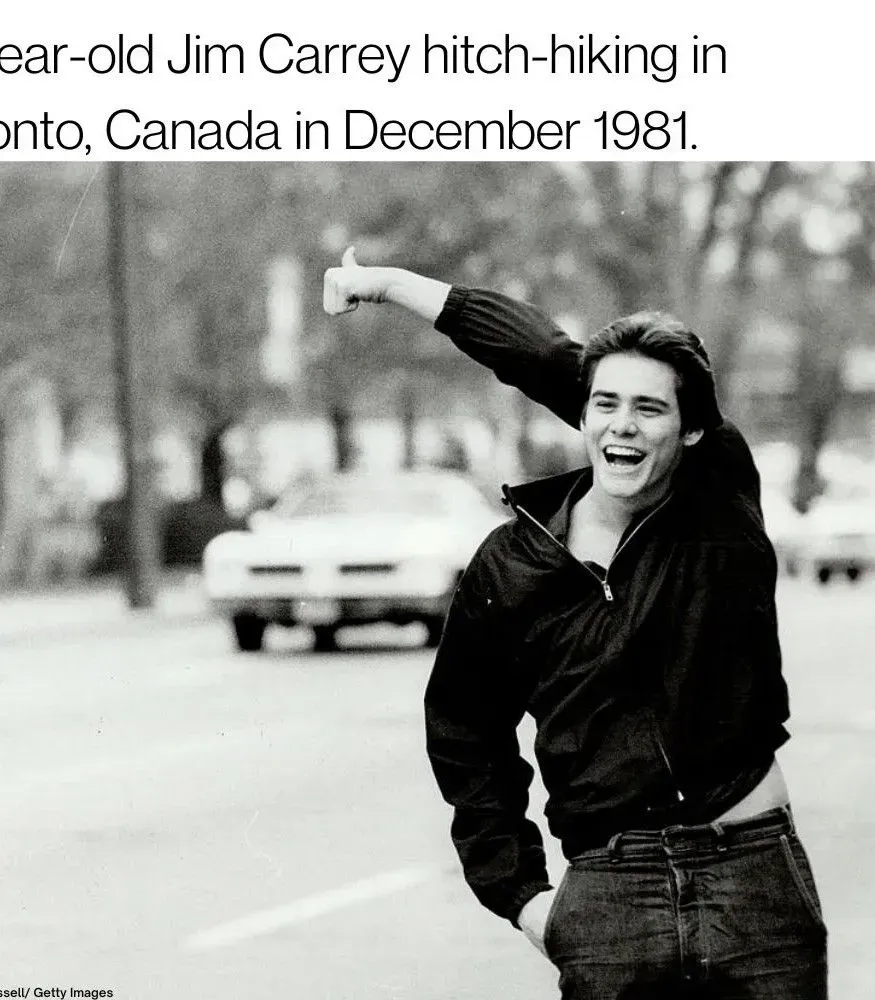 ear-old Jim Carrey hitch-hiking in
onto, Canada in December 1981.
ssell/ Getty Images